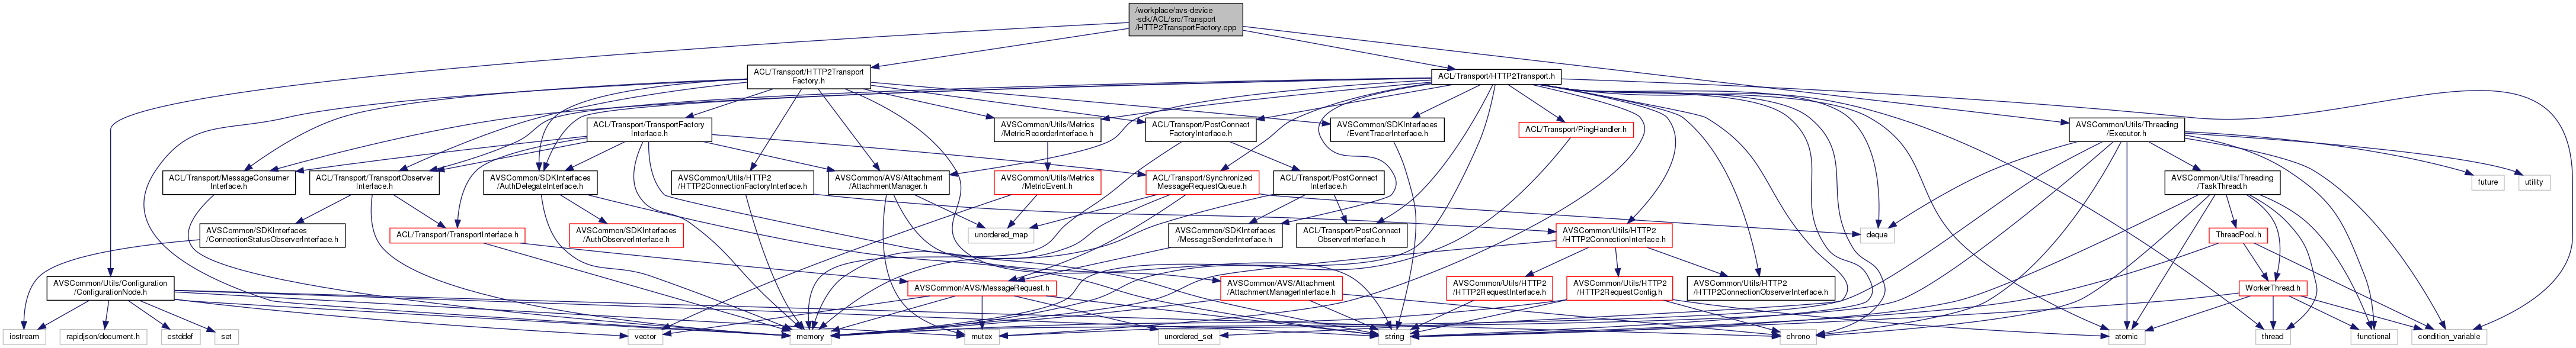 /workplace/avs-device
-sdk/ACL/src/Transport
/HTTP2TransportFactory.cpp
ACL/Transport/HTTP2Transport
Factory.h
ACL/Transport/HTTP2Transport.h
ACL/Transport/TransportFactory
Interface.h
AVSCommon/Utils/Metrics
/MetricRecorderInterface.h
ACL/Transport/PostConnect
FactoryInterface.h
AVSCommon/SDKInterfaces
/EventTracerInterface.h
ACL/Transport/PingHandler.h
AVSCommon/Utils/Threading
/Executor.h
ACL/Transport/MessageConsumer
Interface.h
ACL/Transport/TransportObserver
Interface.h
AVSCommon/SDKInterfaces
/AuthDelegateInterface.h
AVSCommon/Utils/HTTP2
/HTTP2ConnectionFactoryInterface.h
AVSCommon/AVS/Attachment
/AttachmentManager.h
AVSCommon/Utils/Metrics
/MetricEvent.h
ACL/Transport/Synchronized
MessageRequestQueue.h
ACL/Transport/PostConnect
Interface.h
AVSCommon/Utils/Threading
/TaskThread.h
future
utility
AVSCommon/SDKInterfaces
/ConnectionStatusObserverInterface.h
ACL/Transport/TransportInterface.h
AVSCommon/SDKInterfaces
/AuthObserverInterface.h
unordered_map
AVSCommon/SDKInterfaces
/MessageSenderInterface.h
ACL/Transport/PostConnect
ObserverInterface.h
AVSCommon/Utils/HTTP2
/HTTP2ConnectionInterface.h
deque
ThreadPool.h
AVSCommon/Utils/Configuration
/ConfigurationNode.h
AVSCommon/AVS/MessageRequest.h
AVSCommon/AVS/Attachment
/AttachmentManagerInterface.h
AVSCommon/Utils/HTTP2
/HTTP2RequestInterface.h
AVSCommon/Utils/HTTP2
/HTTP2RequestConfig.h
AVSCommon/Utils/HTTP2
/HTTP2ConnectionObserverInterface.h
WorkerThread.h
iostream
rapidjson/document.h
cstddef
set
vector
memory
mutex
unordered_set
string
chrono
atomic
thread
functional
condition_variable